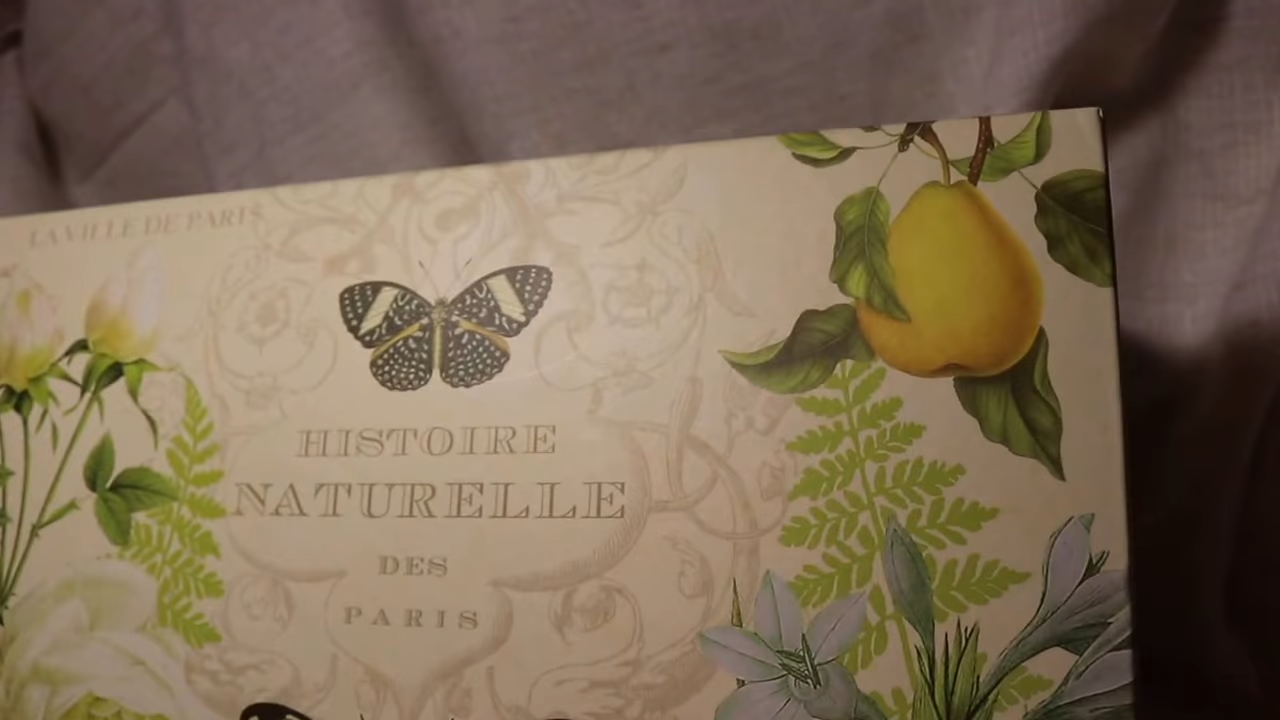 LA VILLE DE PARIS
HISTOIRE
NATURELLE
DES
PARIS